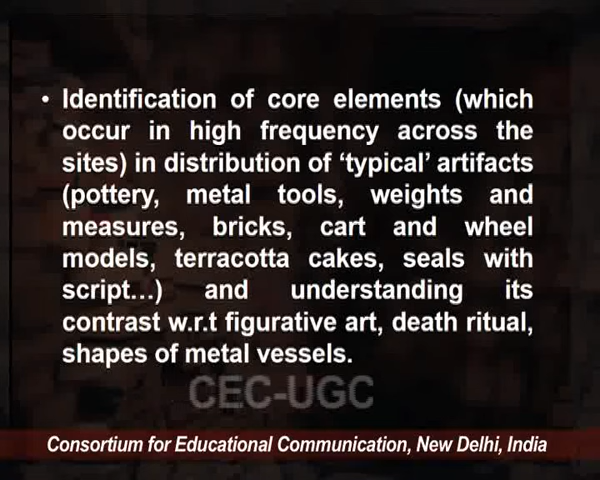 • Identification of core elements (which
occur in high frequency across the
sites) in distribution of ‘typical’ artifacts
(pottery, metal tools, weights and
measures, bricks, cart and wheel
models, terracotta cakes, seals with
script...) and understanding its
contrast w.r.t figurative art, death ritual,
shapes of metal vessels.
CEC-UGC
Consortium for Educational Communication, New Delhi, India